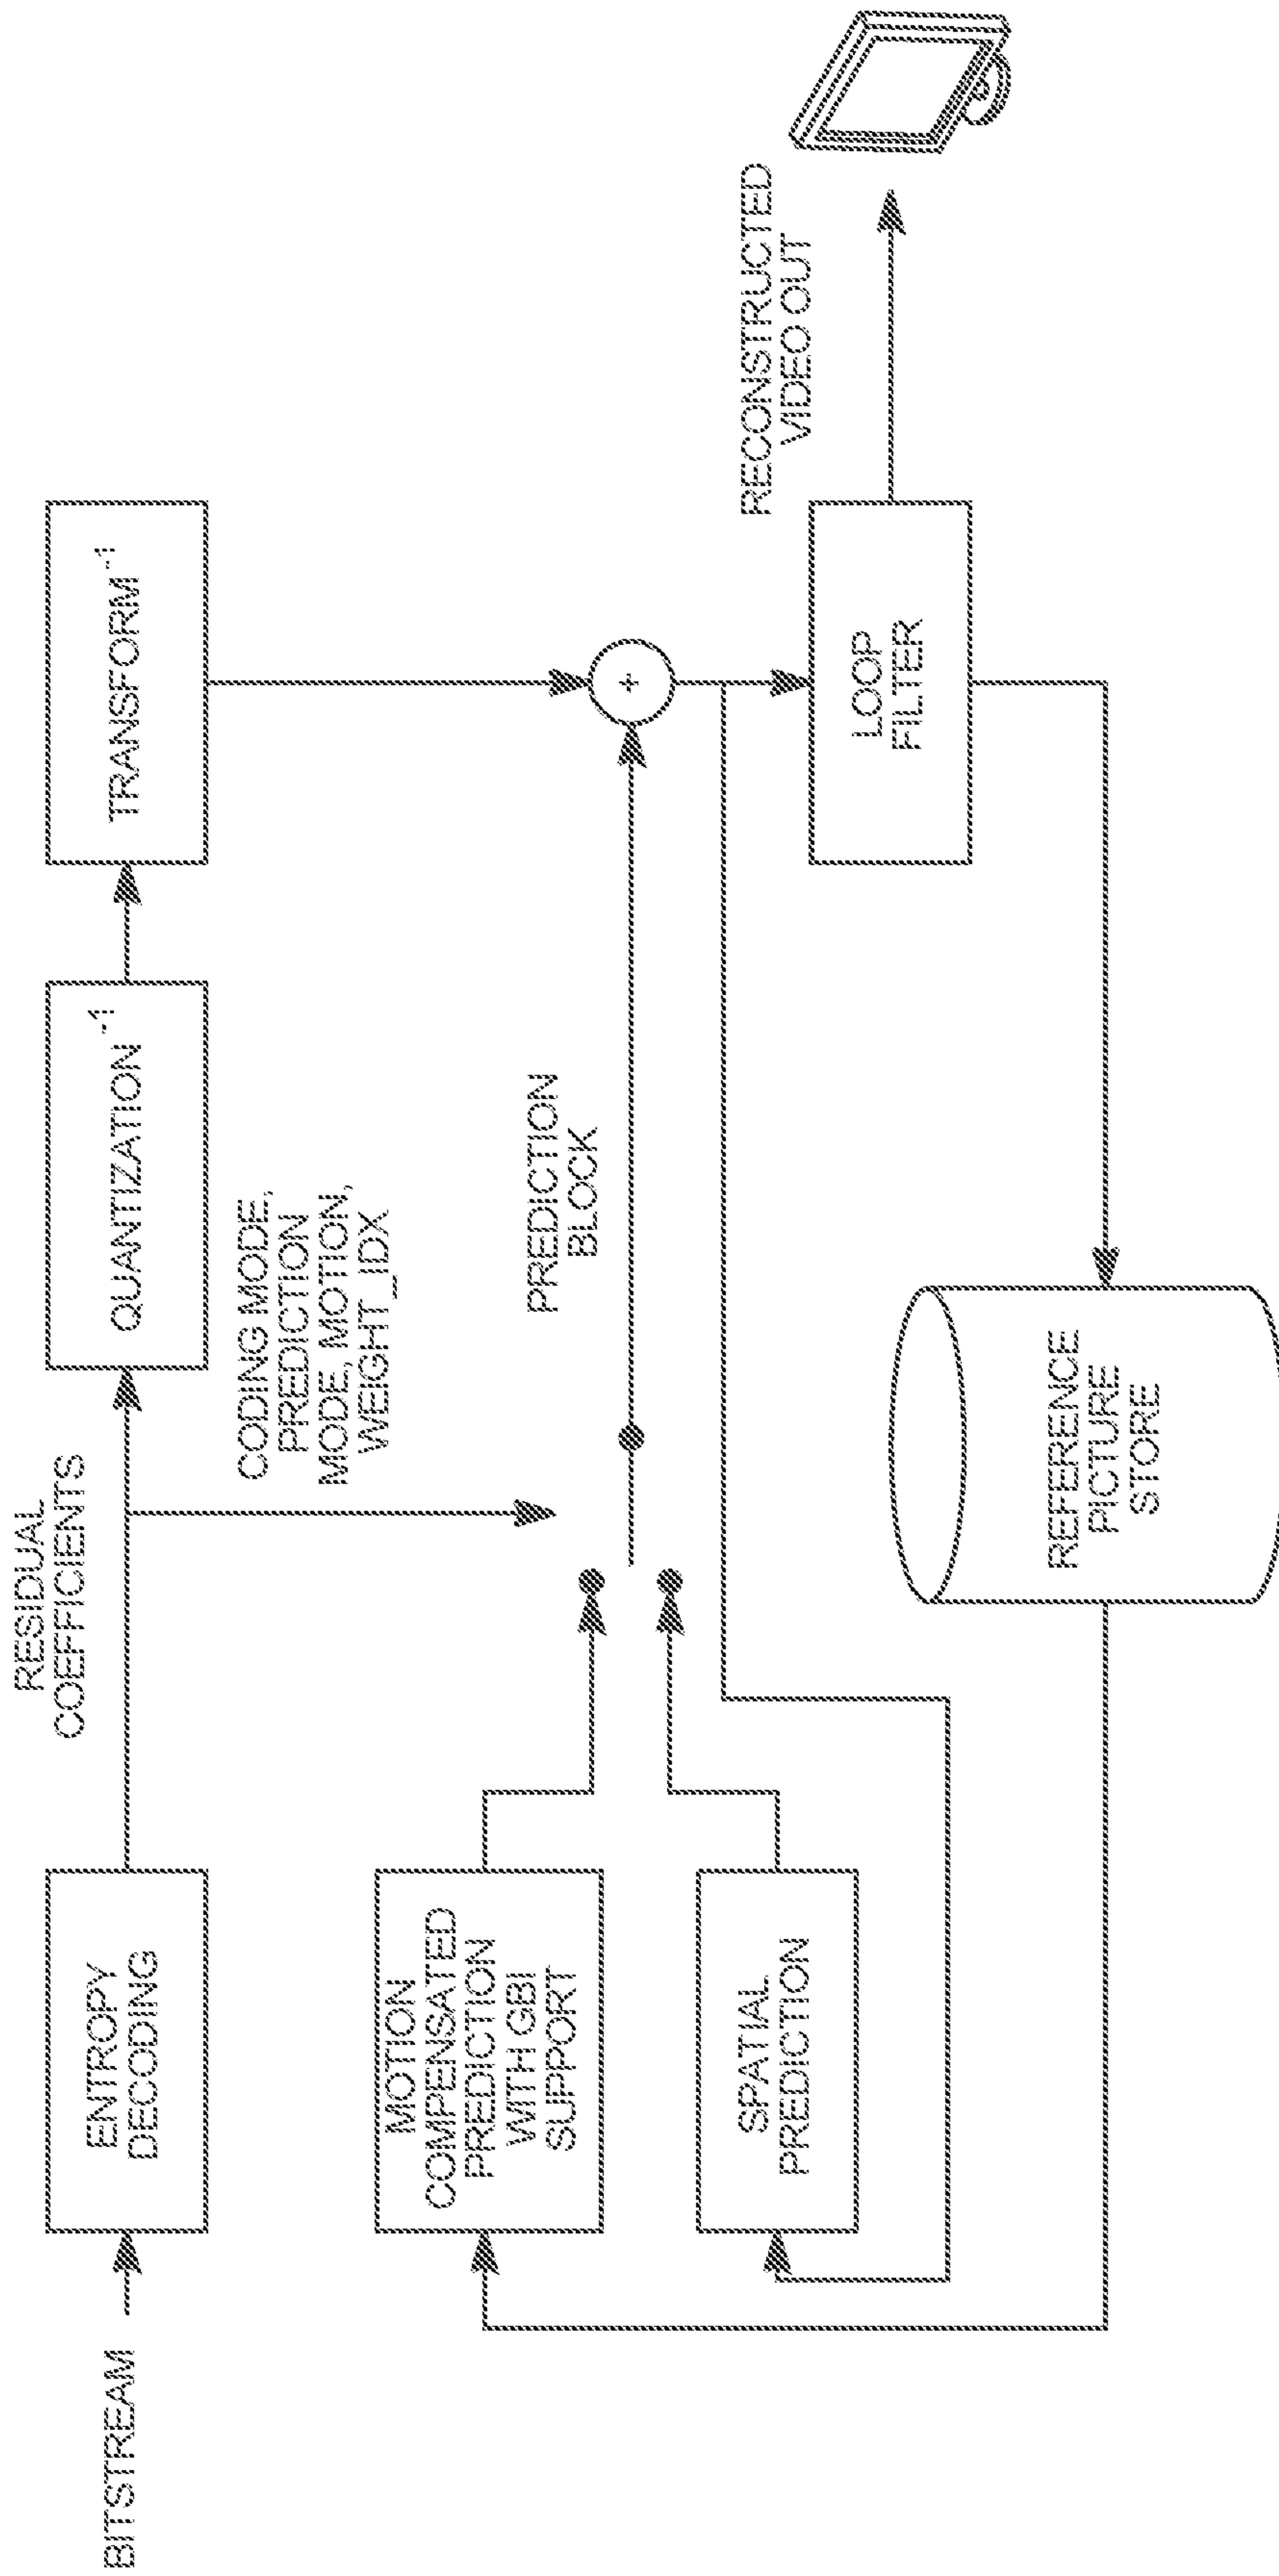 BITSTREAM
ENTROPY
DECODING
RESIDUAL
COEFFICIENTS
QUANTIZATION⁻¹
TRANSFORM⁻¹
CODING MODE,
PREDICTION
MODE, MOTION,
WEIGHT_IDX
MOTION
COMPENSATED
PREDICTION
WITH GBI
SUPPORT
SPATIAL
PREDICTION
PREDICTION
BLOCK
+
LOOP
FILTER
RECONSTRUCTED
VIDEO OUT
REFERENCE
PICTURE
STORE